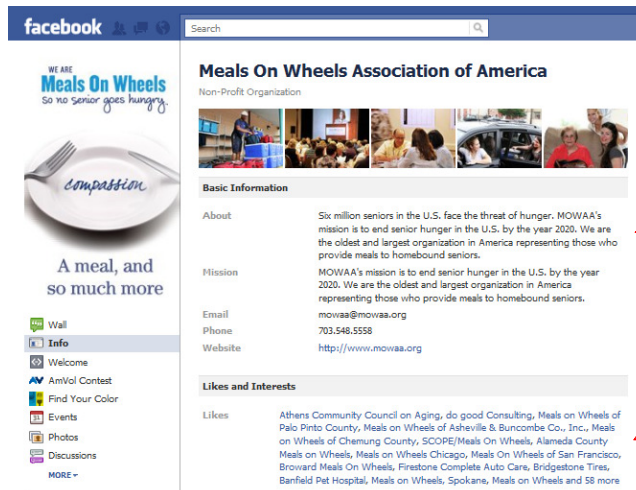 facebook
Search
WE ARE
Meals On Wheels
So no senior goes hungry.
compassion
A meal, and
so much more
Wall
Info
Welcome
AmVol Contest
Find Your Color
Events
Photos
Discussions
MORE
Meals On Wheels Association of America
Non-Profit Organization
Basic Information
About
Six million seniors in the U.S. face the threat of hunger. MOWAA's
mission is to end senior hunger in the U.S. by the year 2020. We are
the oldest and largest organization in America representing those who
provide meals to homebound seniors.
Mission
MOWAA's mission is to end senior hunger in the U.S. by the year
2020. We are the oldest and largest organization in America
representing those who provide meals to homebound seniors.
Email
mowaa@mowaa.org
Phone
703.548.5558
Website
http://www.mowaa.org
Likes and Interests
Likes
Athens Community Council on Aging, do good Consulting, Meals on Wheels of
Palo Pinto County, Meals on Wheels of Asheville & Buncombe Co., Inc., Meals
on Wheels of Chemung County, SCOPE/Meals On Wheels, Alameda County
Meals on Wheels, Meals on Wheels Chicago, Meals On Wheels of San Francisco,
Broward Meals On Wheels, Firestone Complete Auto Care, Bridgestone Tires,
Banfield Pet Hospital, Meals on Wheels, Spokane, Meals on Wheels and 58 more